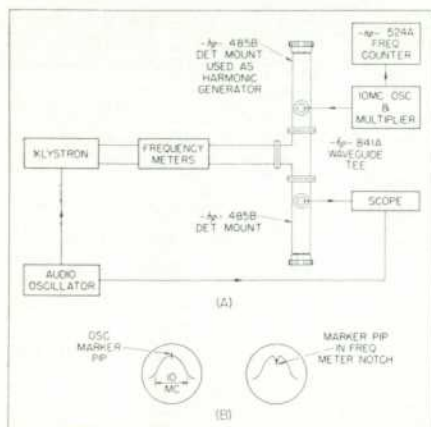 -hp- 485B
DET MOUNT
USED AS
HARMONIC
GENERATOR
-hp- 524A
FREQ
COUNTER
10MC OSC
&
MULTIPLIER
KLYSTRON
FREQUENCY
METERS
-hp- 841A
WAVEGUIDE
TEE
-hp- 485B
DET MOUNT
SCOPE
AUDIO
OSCILLATOR
(A)
OSC
MARKER
PIP
10
MC
MARKER PIP
IN FREQ
METER NOTCH
(B)